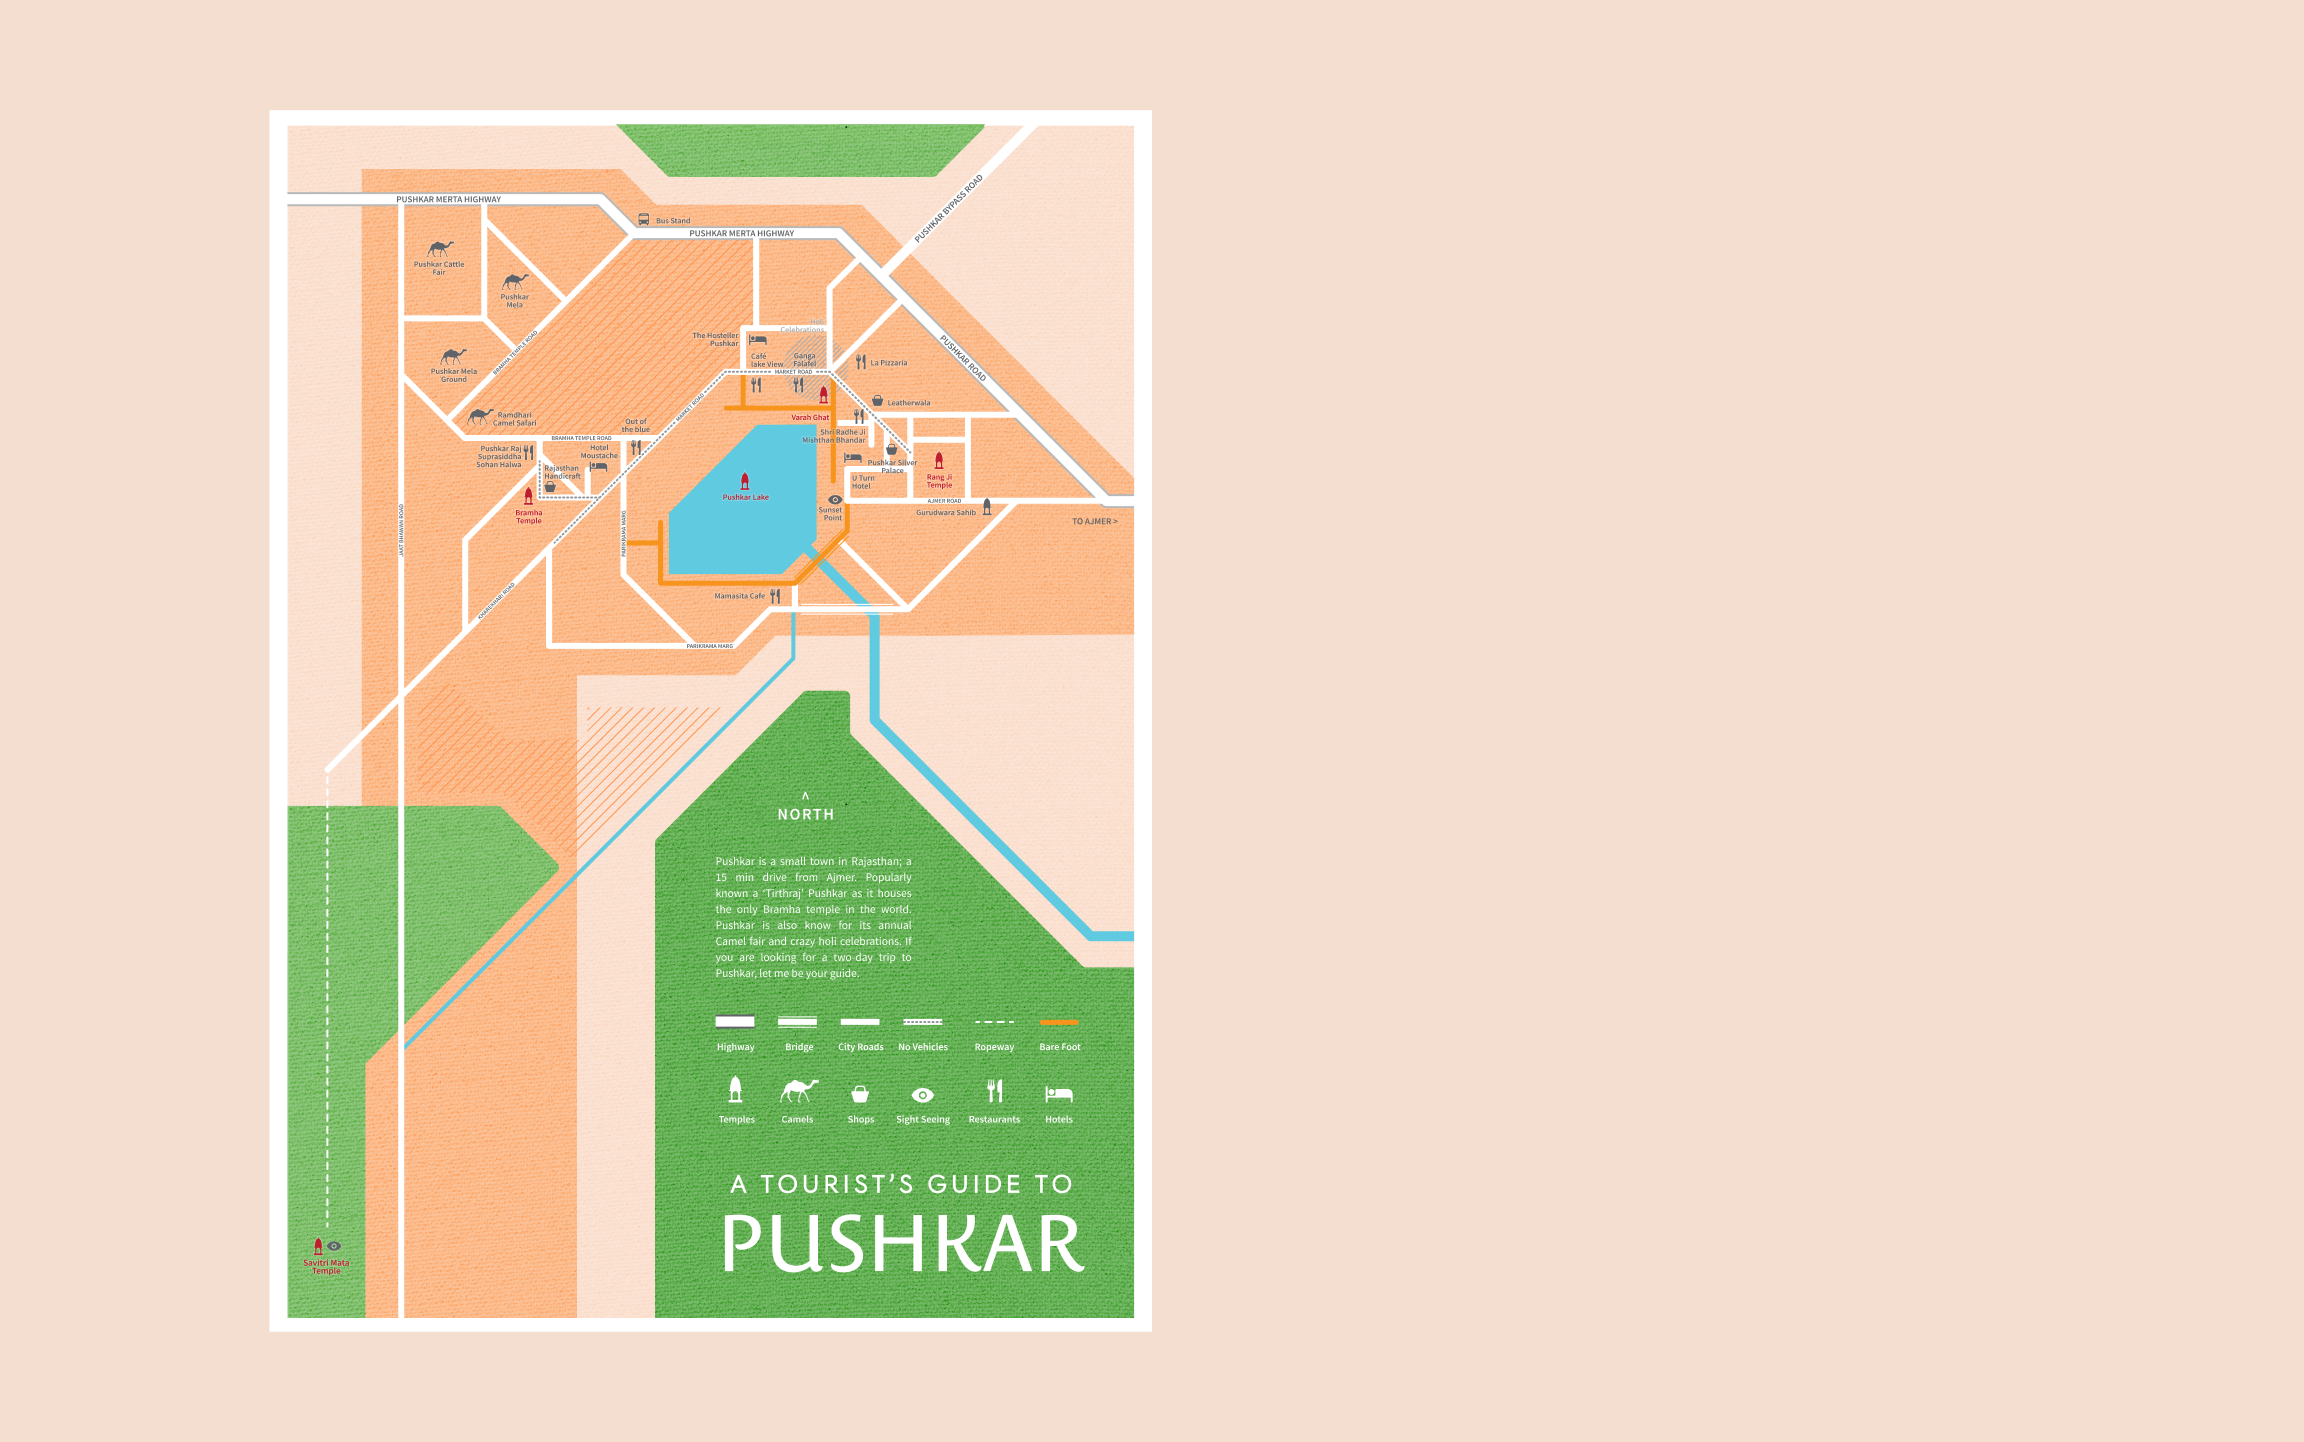 PUSHKAR MERTA HIGHWAY
Bus Stand
PUSHKAR MERTA HIGHWAY
PUSHKAR BYPASS ROAD
Pushkar Cattle
Fair
Pushkar
Mela
BRAMHA TEMPLE ROAD
Pushkar Mela
Ground
The Hosteller
Pushkar
Holi
Celebrations
Café
lake View
Ganga
Falafel
La Pizzaria
PUSHKAR ROAD
MARKET ROAD
MARKET ROAD
Leatherwala
Varah Ghat
Ramdhari
Camel Safari
Out of
the blue
BRAMHA TEMPLE ROAD
Shri Radhe Ji
Mishthan Bhandar
Pushkar Raj
Suprasiddha
Sohan Halwa
Hotel
Moustache
Rajasthan
Handicraft
Pushkar Silver
Palace
U Turn
Hotel
Rang Ji
Temple
Pushkar Lake
AJMER ROAD
Bramha
Temple
Sunset
Point
Gurudwara Sahib
TO AJMER >
JAAT BHAWAN ROAD
PARIKRAMA MARG
KHAREKHARI ROAD
Mamasita Cafe
PARIKRAMA MARG
NORTH
Pushkar is a small town in Rajasthan; a
15 min drive from Ajmer. Popularly
known a ‘Tirthraj’ Pushkar as it houses
the only Bramha temple in the world.
Pushkar is also know for its annual
Camel fair and crazy holi celebrations. If
you are looking for a two-day trip to
Pushkar, let me be your guide.
Highway Bridge City Roads No Vehicles Ropeway Bare Foot
Temples Camels Shops Sight Seeing Restaurants Hotels
A TOURIST’S GUIDE TO
PUSHKAR
Savitri Mata
Temple